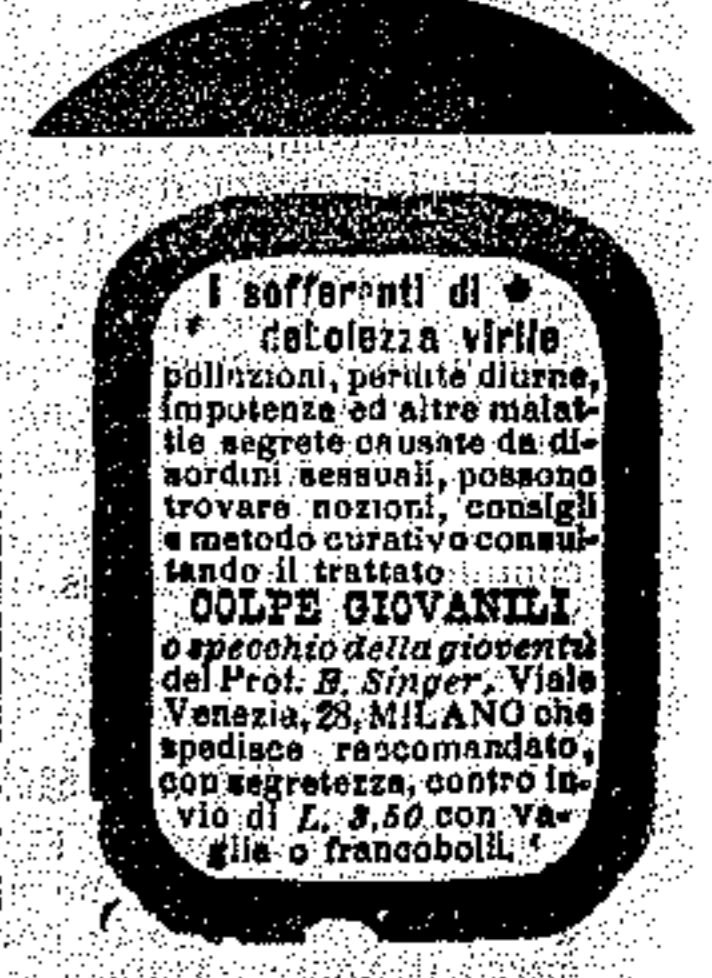 I sofferenti di
debolezza virile
polluzioni, perdite diurne,
impotenza ed altre malat-
tie segrete causate da di-
sordini sessuali, possono
trovare nozioni, consigli
e metodo curativo consul-
tando il trattato
COLPE GIOVANILI
o specchio della gioventù
del Prof. E. Singer, Viale
Venezia, 28, MILANO che
spedisce raccomandato,
con segretezza, contro in-
vio di L. 3,50 con va-
glia o francobolli.